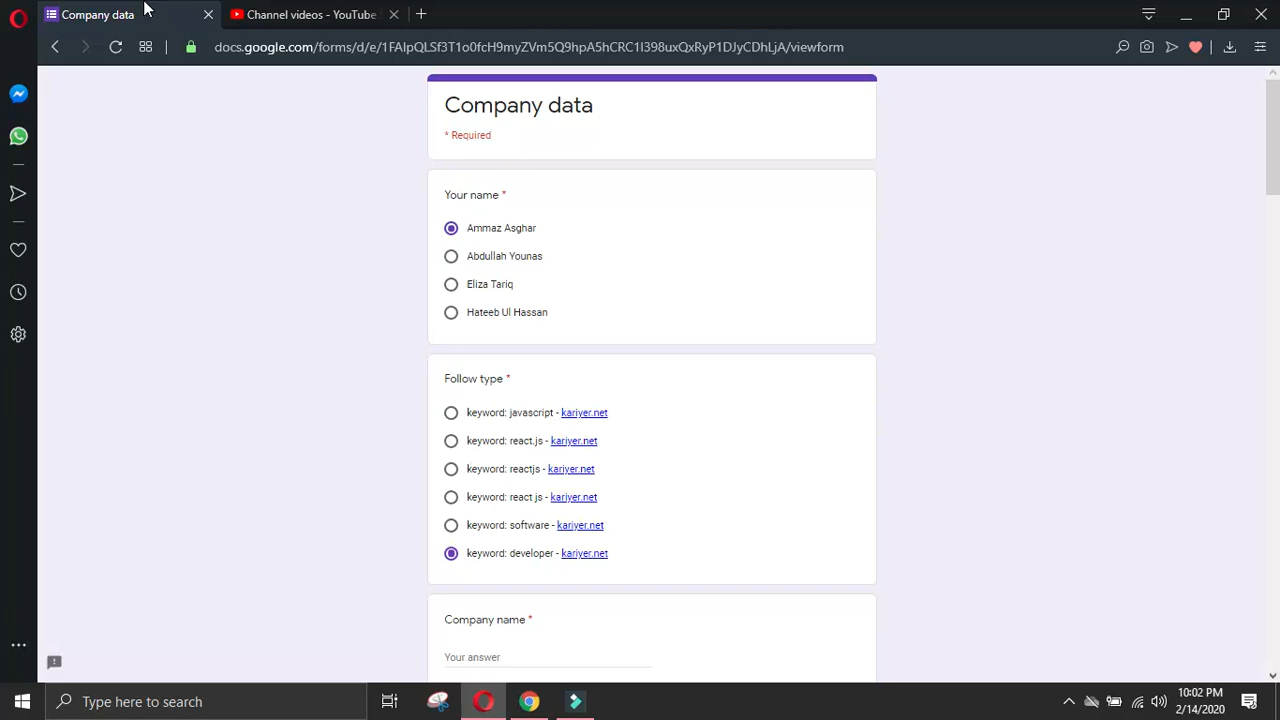 Company data
Channel videos - YouTube
docs.google.com/forms/d/e/1FAIpQLSf3T1o0fcH9myZVm5Q9hpA5hCRC1I398uxQxRyP1DJyCDhLjA/viewform
Company data
* Required
Your name *
Ammaz Asghar
Abdullah Younas
Eliza Tariq
Hateeb Ul Hassan
Follow type *
keyword: javascript - kariyer.net
keyword: react.js - kariyer.net
keyword: reactjs - kariyer.net
keyword: react js - kariyer.net
keyword: software - kariyer.net
keyword: developer - kariyer.net
Company name *
Your answer
Type here to search
10:02 PM
2/14/2020